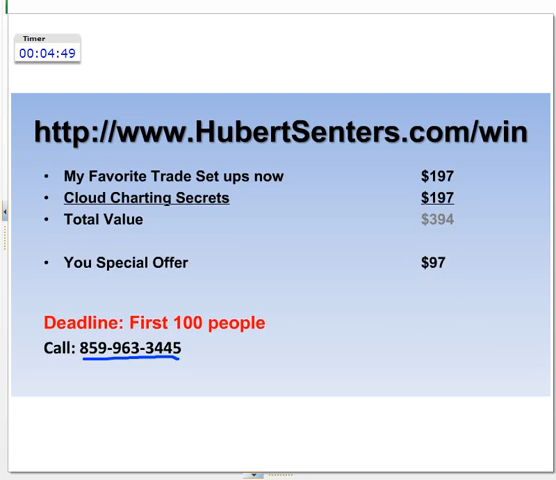 Timer
00:04:49
http://www.HubertSenters.com/win
• My Favorite Trade Set ups now $197
• Cloud Charting Secrets $197
• Total Value $394
• You Special Offer $97
Deadline: First 100 people
Call: 859-963-3445